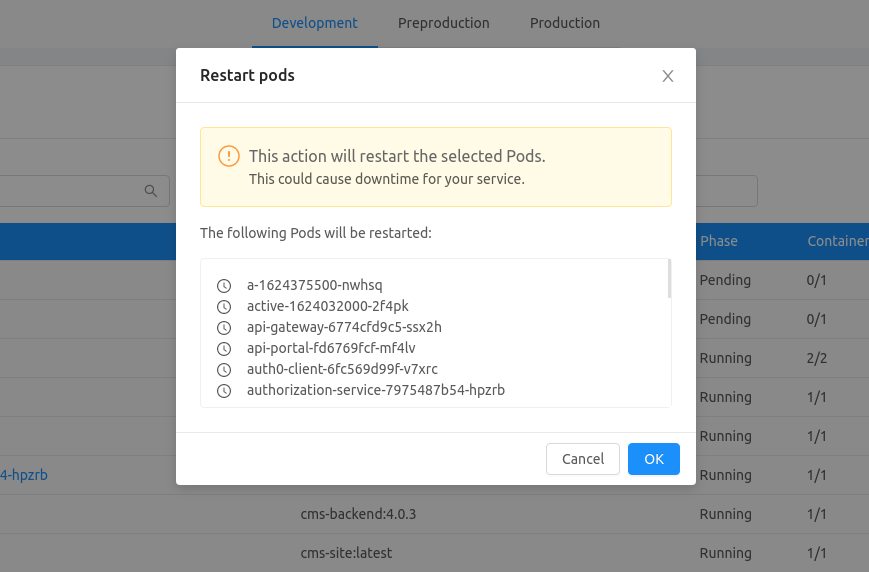 Development Preproduction Production
Restart pods
This action will restart the selected Pods.
This could cause downtime for your service.
The following Pods will be restarted:
a-1624375500-nwhsq
active-1624032000-2f4pk
api-gateway-6774cfd9c5-ssx2h
api-portal-fd6769fcf-mf4lv
auth0-client-6fc569d99f-v7xrc
authorization-service-7975487b54-hpzrb
Cancel OK
Phase Container
Pending 0/1
Pending 0/1
Running 2/2
Running 1/1
Running 1/1
4-hpzrb Running 1/1
cms-backend:4.0.3 Running 1/1
cms-site:latest Running 1/1